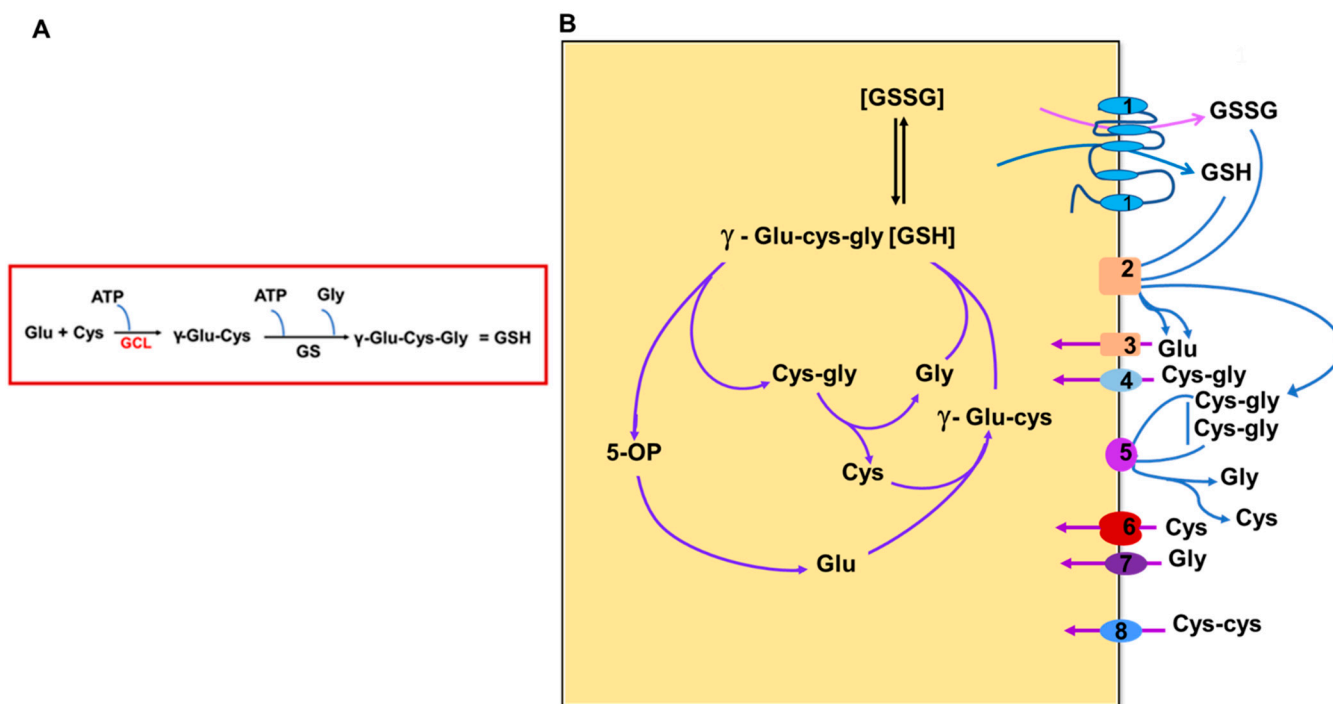 A
ATP
ATP
Gly
Glu + Cys
γ-Glu-Cys
γ-Glu-Cys-Gly = GSH
GCL
GS
B
[GSSG]
γ - Glu-cys-gly [GSH]
Cys-gly
Gly
γ- Glu-cys
5-OP
Cys
Glu
1
GSSG
GSH
1
2
3
Glu
4
Cys-gly
Cys-gly
Cys-gly
5
Gly
Cys
6
Cys
7
Gly
8
Cys-cys